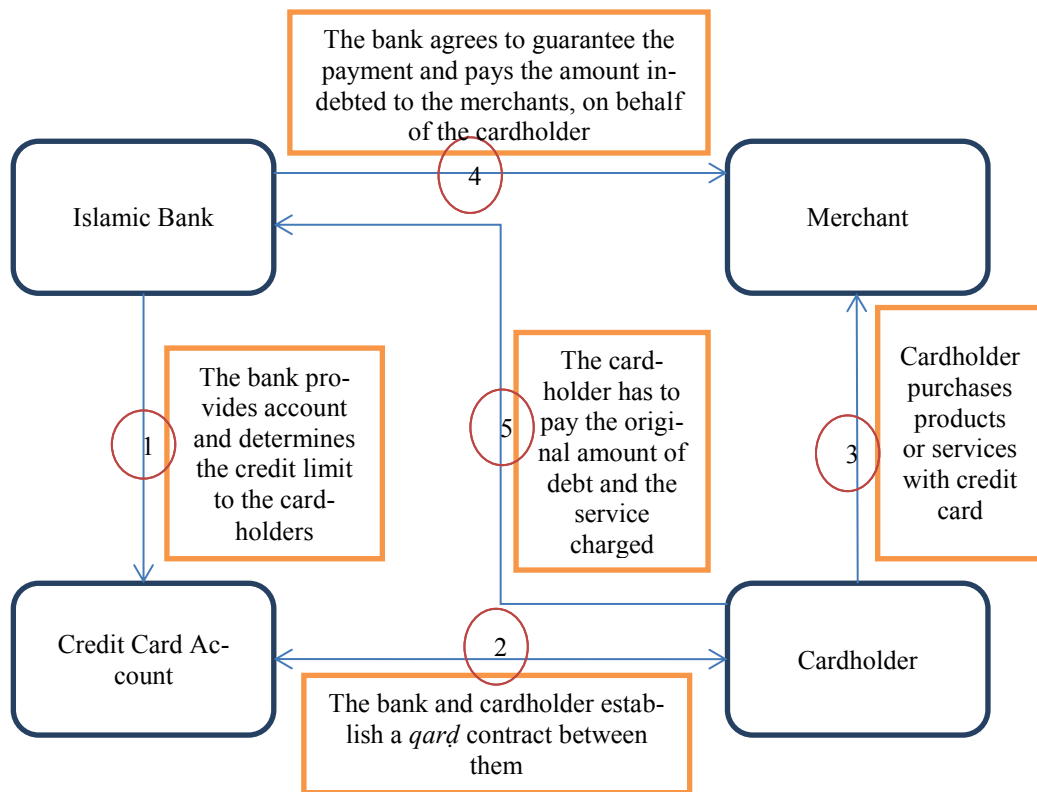 The bank agrees to guarantee the
payment and pays the amount in-
debted to the merchants, on behalf
of the cardholder
4
Islamic Bank
Merchant
The bank pro-
vides account
and determines
the credit limit
to the card-
holders
1
The card-
holder has to
pay the origi-
nal amount of
debt and the
service
charged
5
Cardholder
purchases
products
or services
with credit
card
3
Credit Card Ac-
count
2
Cardholder
The bank and cardholder estab-
lish a qarḍ contract between
them